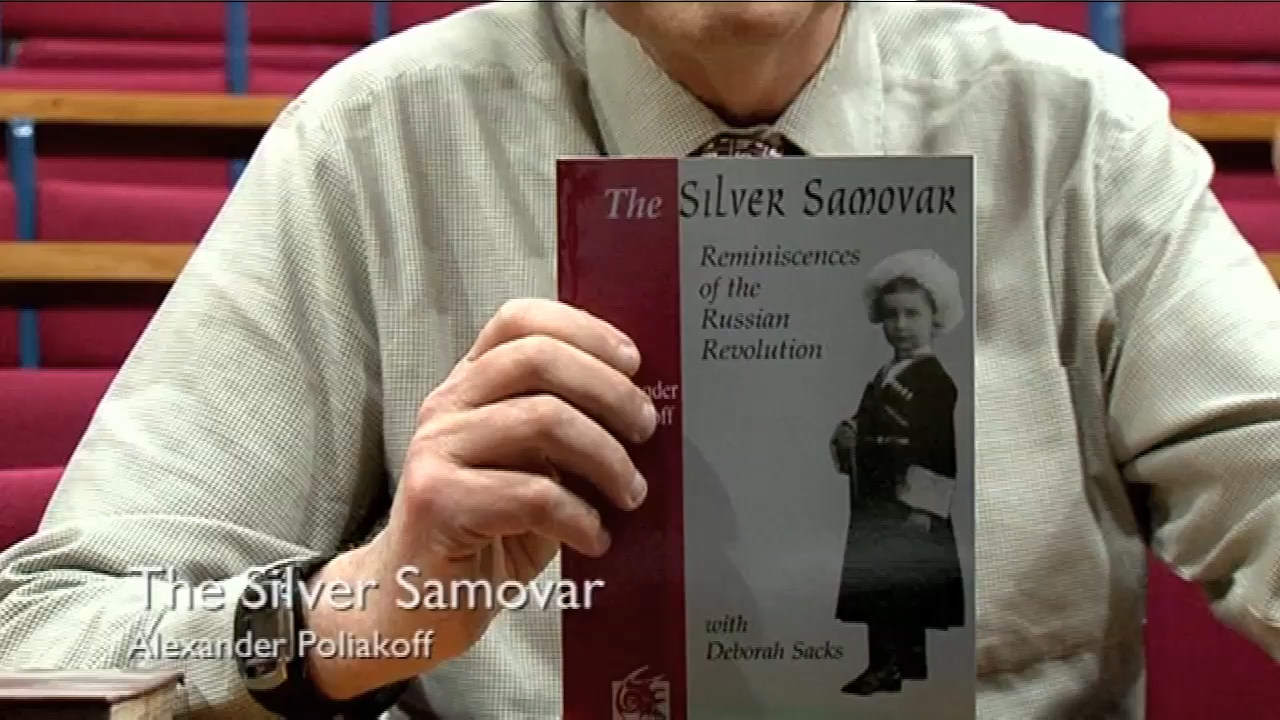 The Silver Samovar
Reminiscences
of the
Russian
Revolution
with
Deborah Sacks
The Silver Samovar
Alexander Poliakoff